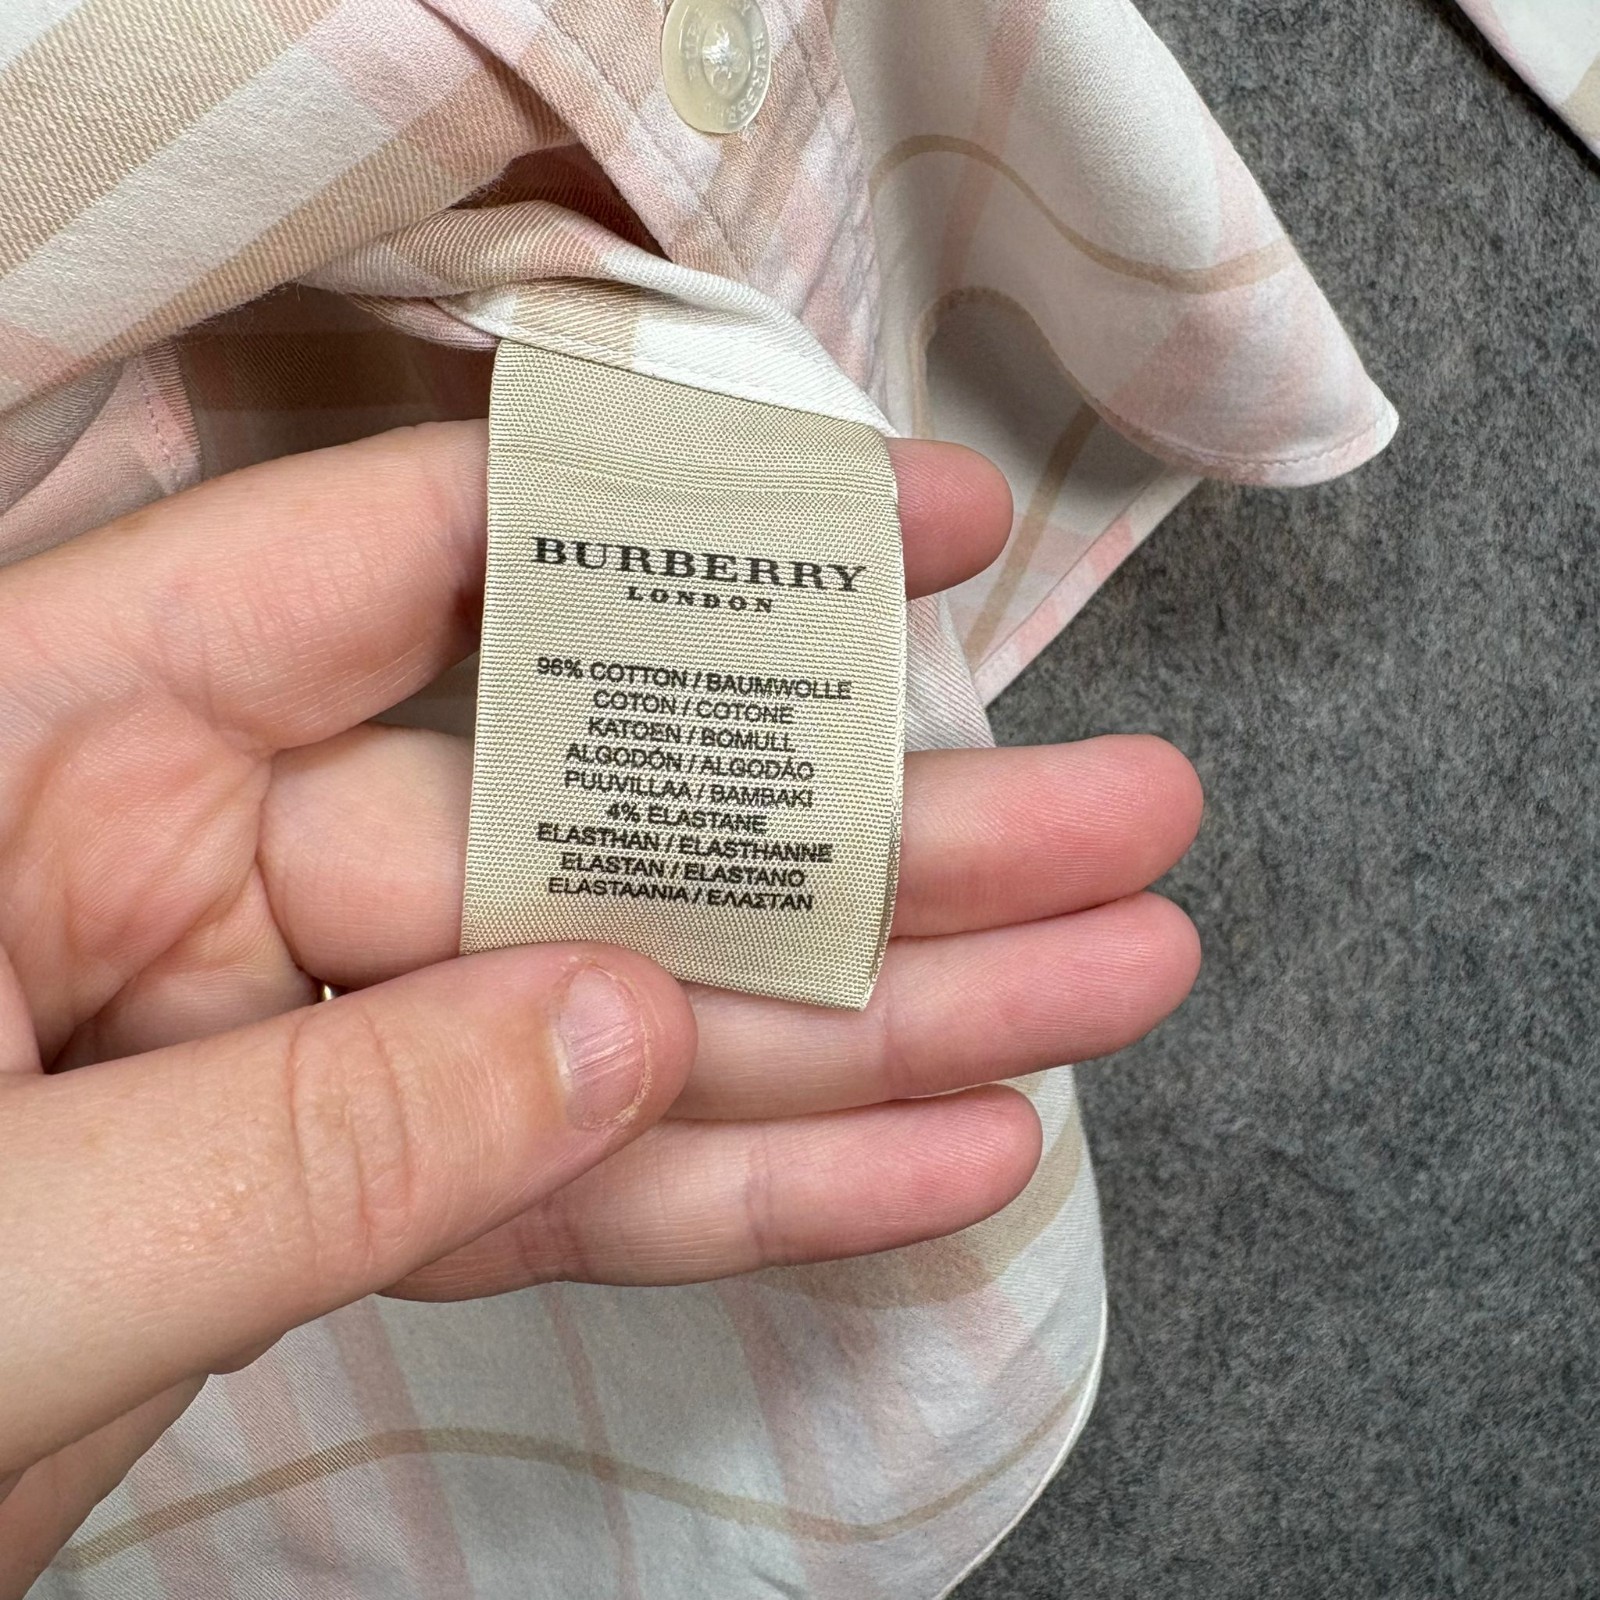 BURBERRY
LONDON
96% COTTON / BAUMWOLLE
COTON / COTONE
KATOEN / BOMULL
ALGODÓN / ALGODÃO
PUUVILLAA / BAMBAKI
4% ELASTANE
ELASTHAN / ELASTHANNE
ELASTAN / ELASTANO
ELASTAANIA / ΕΛΑΣΤΑΝ